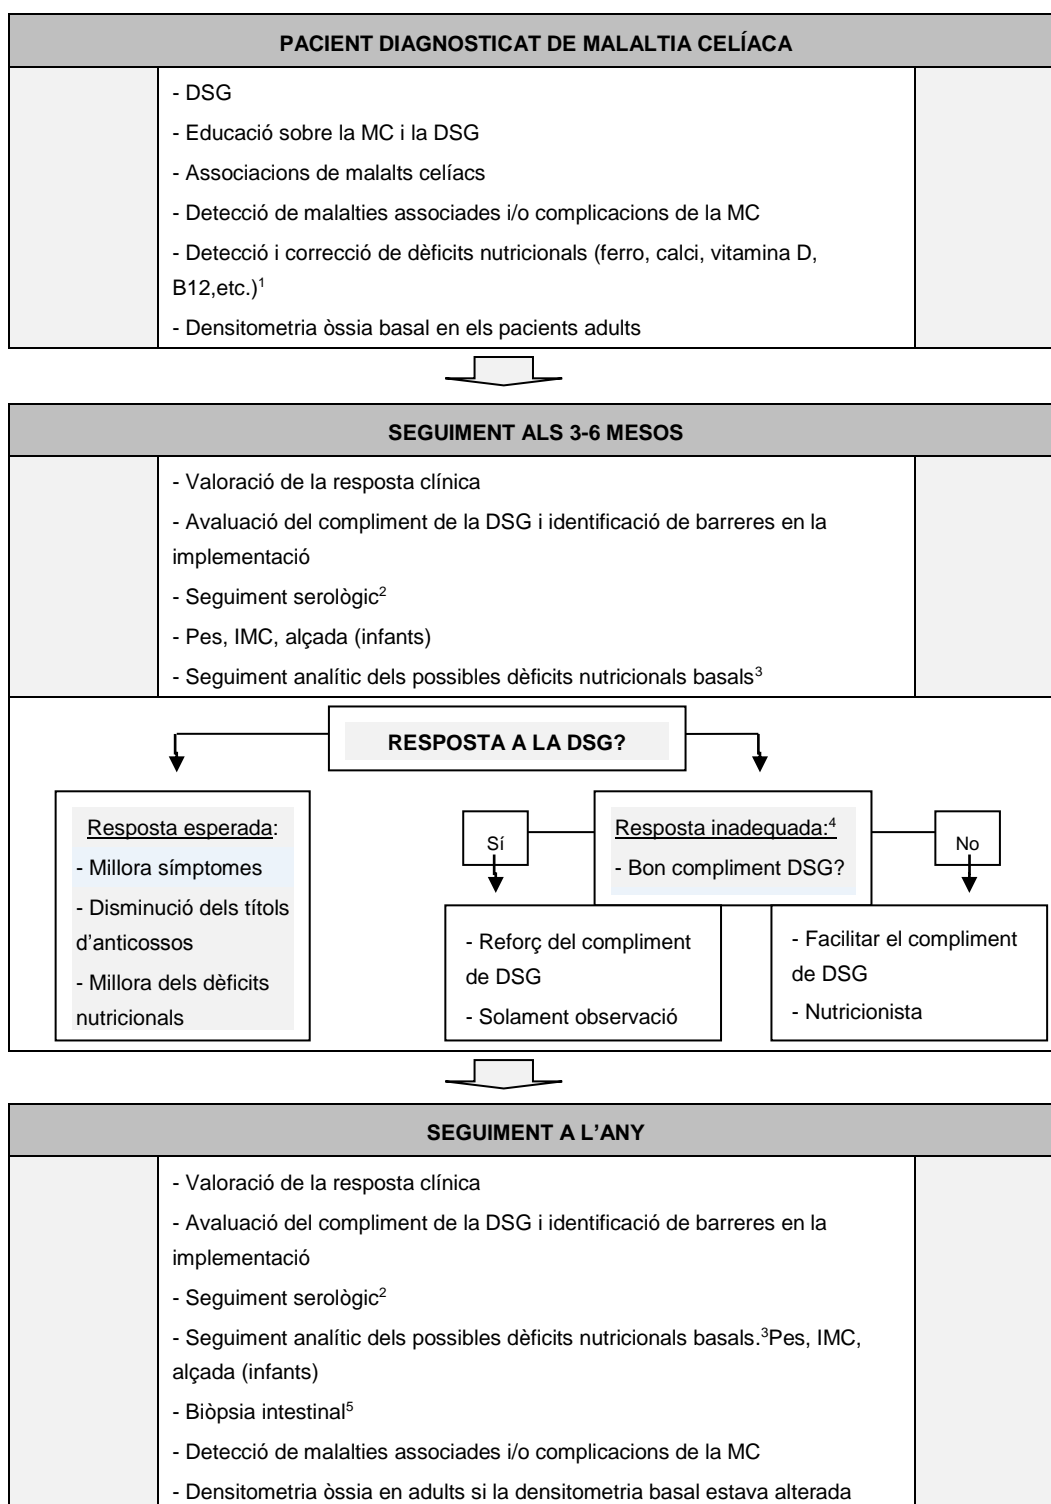 PACIENT DIAGNOSTICAT DE MALALTIA CELÍACA
- DSG
- Educació sobre la MC i la DSG
- Associacions de malalts celíacs
- Detecció de malalties associades i/o complicacions de la MC
- Detecció i correcció de dèficits nutricionals (ferro, calci, vitamina D,
B12,etc.)¹
- Densitometria òssia basal en els pacients adults
SEGUIMENT ALS 3-6 MESOS
- Valoració de la resposta clínica
- Avaluació del compliment de la DSG i identificació de barreres en la
implementació
- Seguiment serològic²
- Pes, IMC, alçada (infants)
- Seguiment analític dels possibles dèficits nutricionals basals³
RESPOSTA A LA DSG?
Resposta esperada:
- Millora símptomes
- Disminució dels títols
d’anticossos
- Millora dels dèficits
nutricionals
Sí
Resposta inadequada:⁴
- Bon compliment DSG?
No
- Reforç del compliment
de DSG
- Solament observació
- Facilitar el compliment
de DSG
- Nutricionista
SEGUIMENT A L’ANY
- Valoració de la resposta clínica
- Avaluació del compliment de la DSG i identificació de barreres en la
implementació
- Seguiment serològic²
- Seguiment analític dels possibles dèficits nutricionals basals.³Pes, IMC,
alçada (infants)
- Biòpsia intestinal⁵
- Detecció de malalties associades i/o complicacions de la MC
- Densitometria òssia en adults si la densitometria basal estava alterada